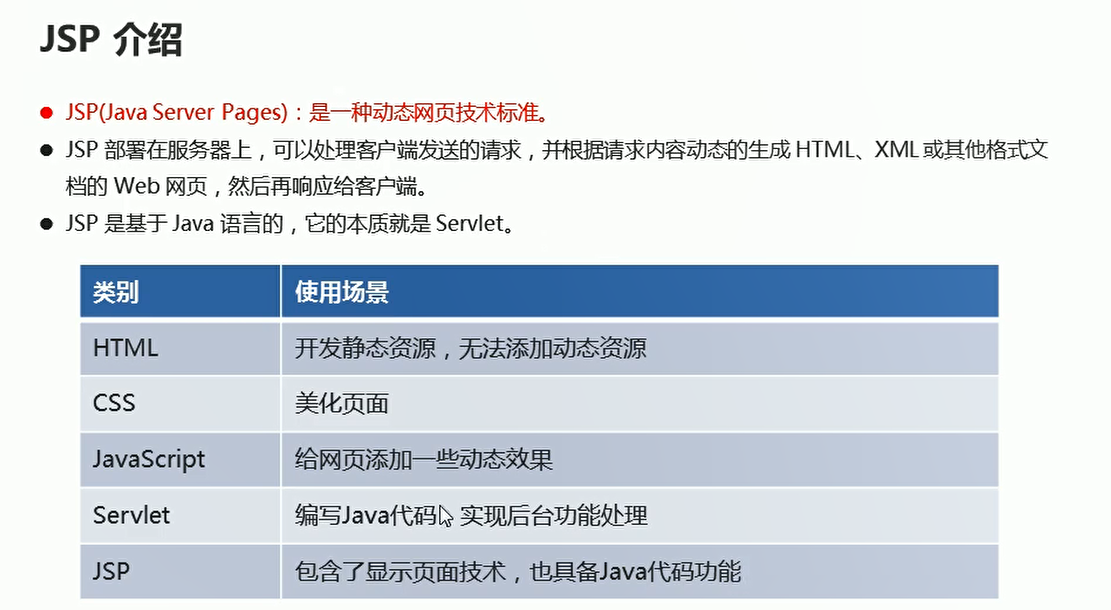 JSP 介绍
JSP(Java Server Pages)：是一种动态网页技术标准。
JSP 部署在服务器上，可以处理客户端发送的请求，并根据请求内容动态的生成 HTML、XML 或其他格式文
档的 Web 网页，然后再响应给客户端。
JSP 是基于 Java 语言的，它的本质就是 Servlet。
类别 使用场景
HTML 开发静态资源，无法添加动态资源
CSS 美化页面
JavaScript 给网页添加一些动态效果
Servlet 编写Java代码 实现后台功能处理
JSP 包含了显示页面技术，也具备Java代码功能